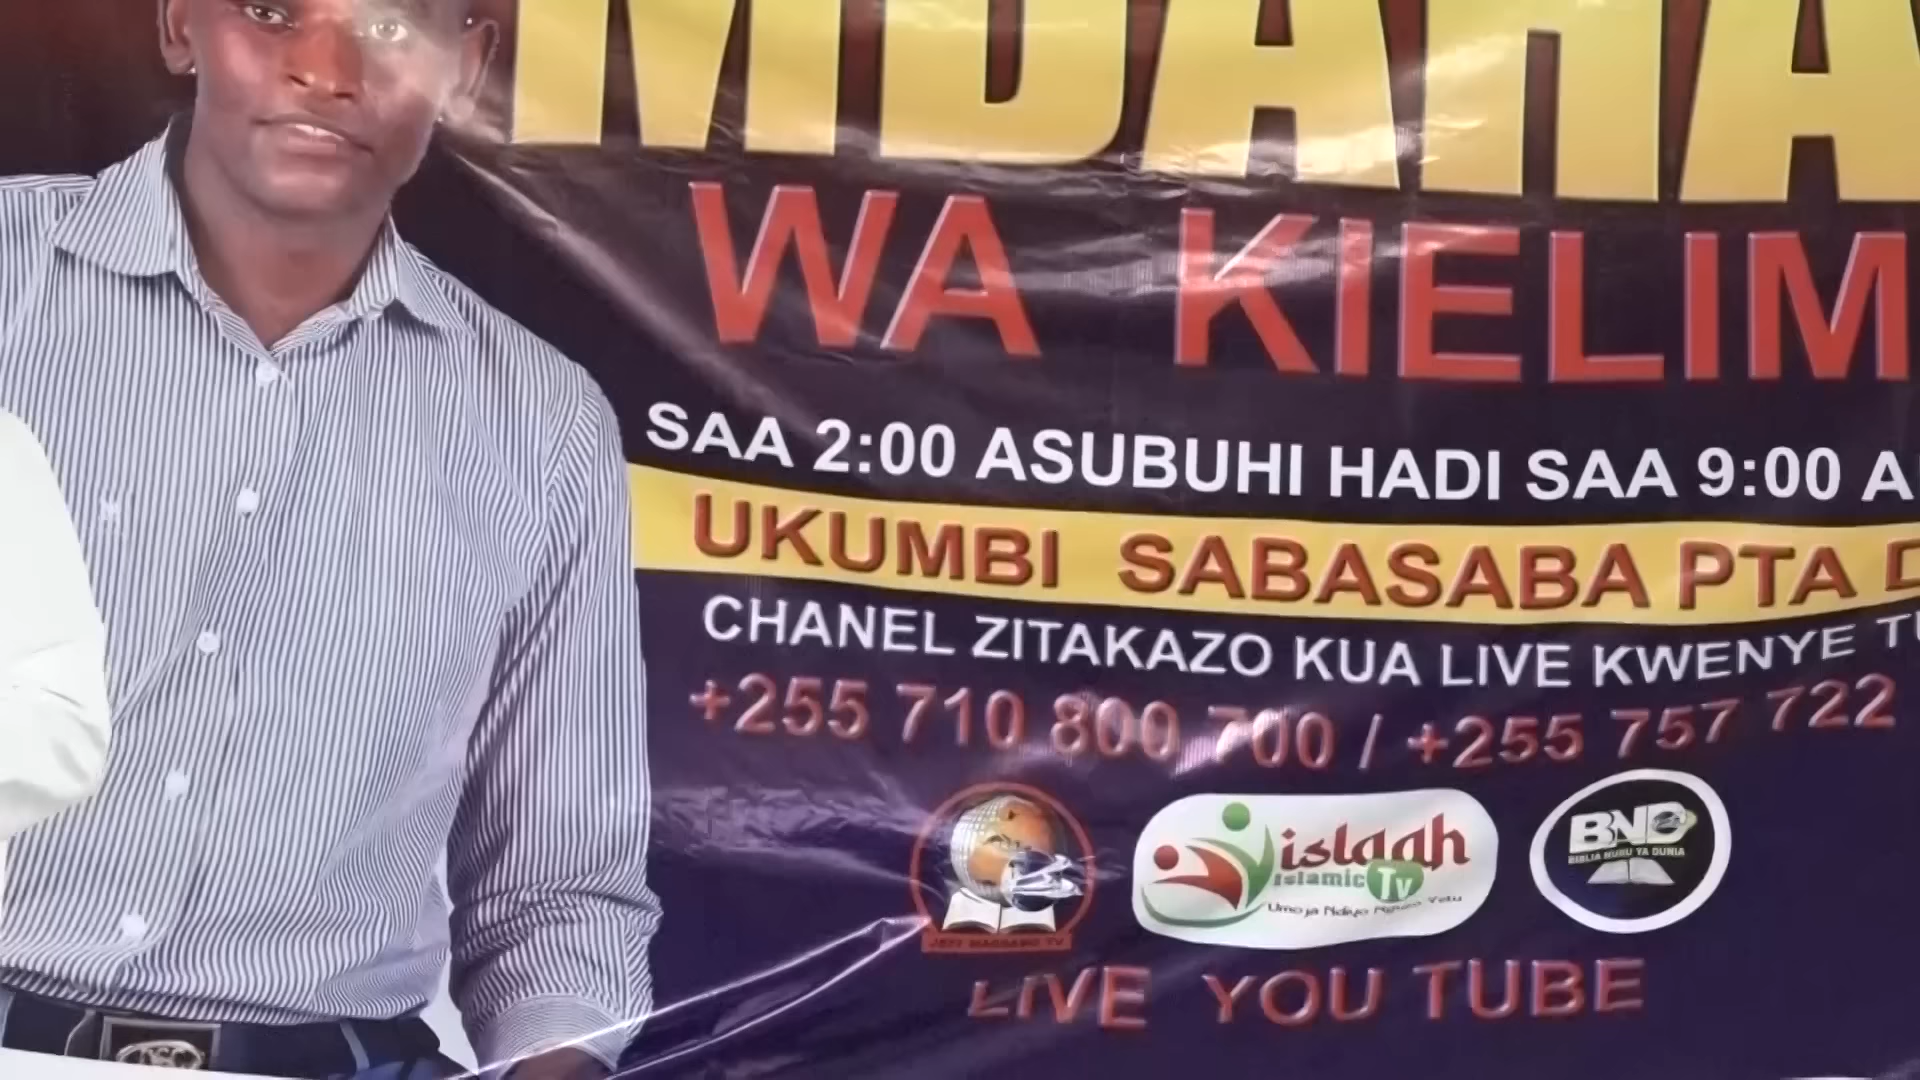 MDAHA
WA KIELIM
SAA 2:00 ASUBUHI HADI SAA 9:00 A
UKUMBI SABASABA PTA D
CHANEL ZITAKAZO KUA LIVE KWENYE TU
+255 710 800 700 / +255 757 722
islaah
Islamic Tv
Umoja Ndiyo Nguzo Yetu
BND
BIBLIA NURU YA DUNIA
LIVE YOU TUBE